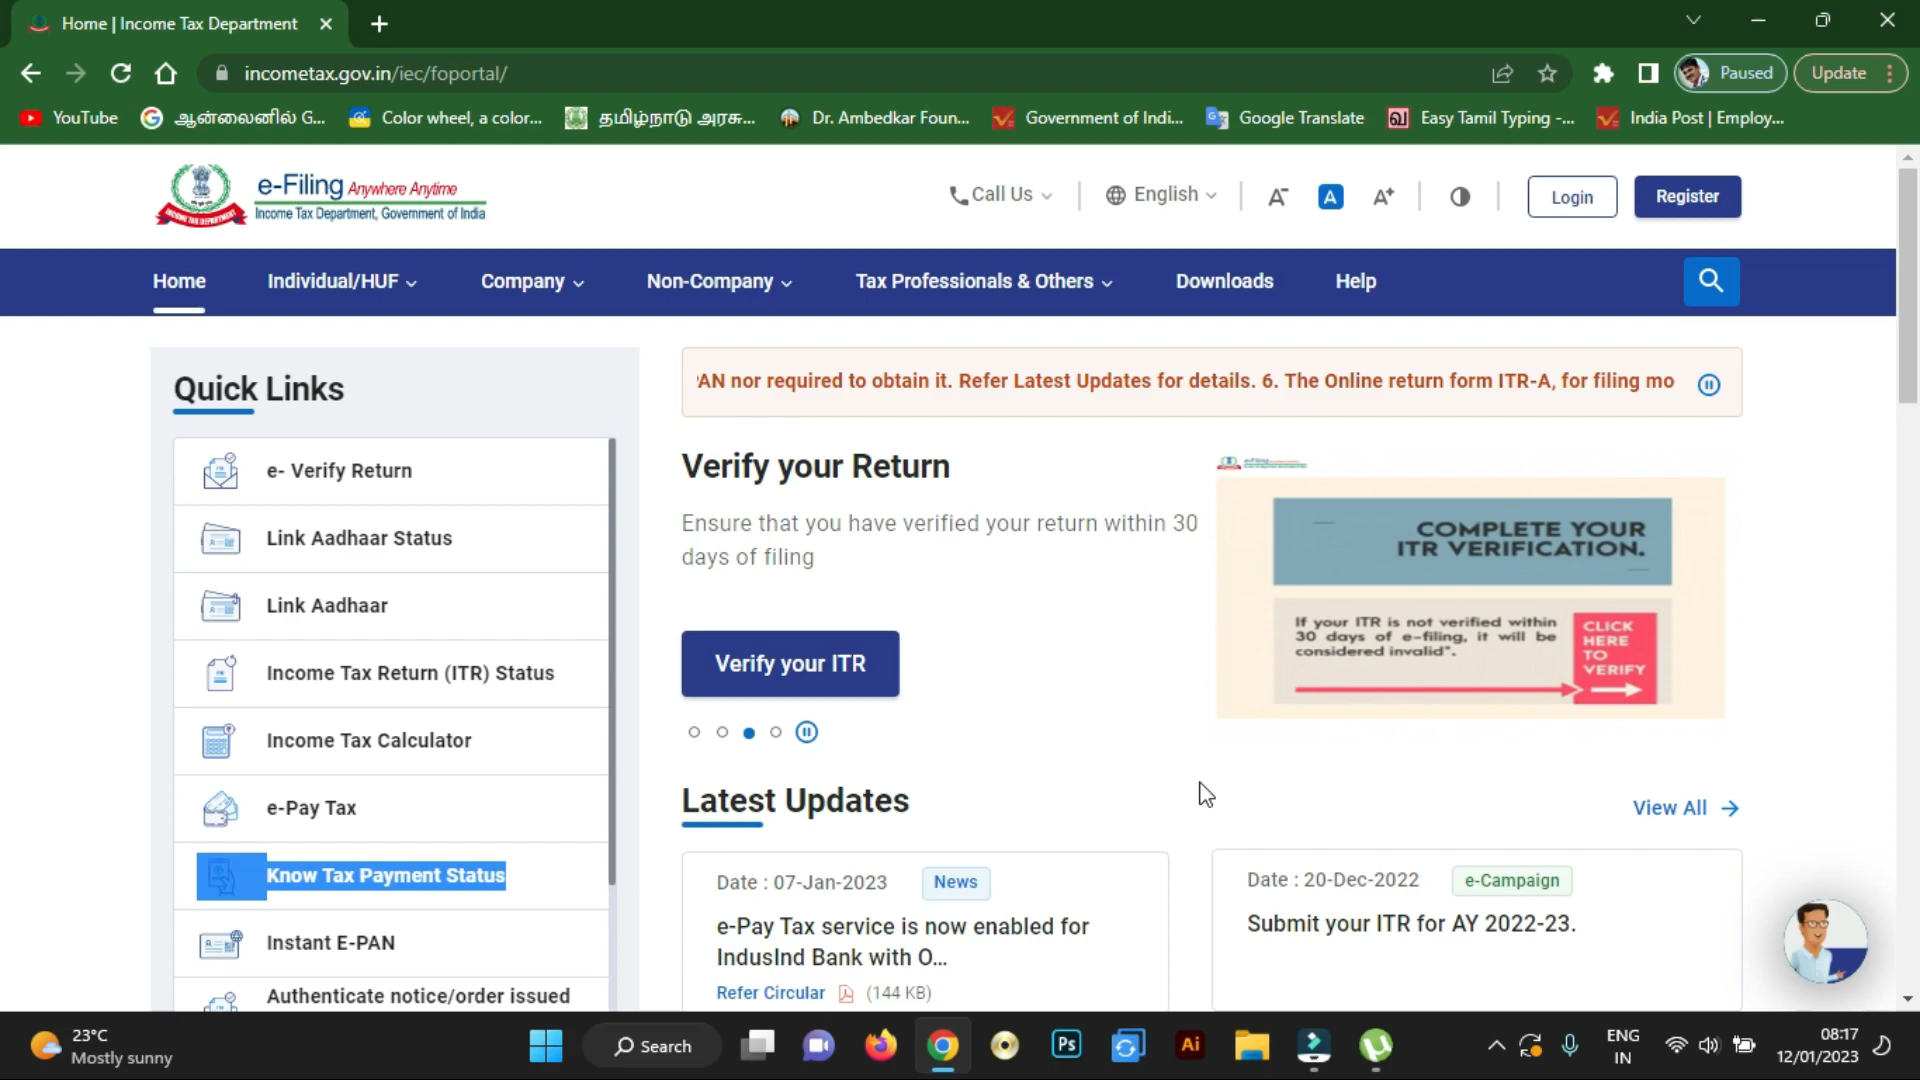 Home | Income Tax Department
incometax.gov.in/iec/foportal/
Paused
Update
YouTube
ஆன்லைனில் G...
Color wheel, a color...
தமிழ்நாடு அரசு...
Dr. Ambedkar Foun...
Government of Indi...
Google Translate
Easy Tamil Typing -...
India Post | Employ...
e-Filing Anywhere Anytime
Income Tax Department, Government of India
INCOME TAX DEPARTMENT
Call Us
English
A-
A
A+
Login
Register
Home
Individual/HUF
Company
Non-Company
Tax Professionals & Others
Downloads
Help
Quick Links
e- Verify Return
Link Aadhaar Status
Link Aadhaar
Income Tax Return (ITR) Status
Income Tax Calculator
e-Pay Tax
Know Tax Payment Status
Instant E-PAN
Authenticate notice/order issued
AN nor required to obtain it. Refer Latest Updates for details. 6. The Online return form ITR-A, for filing mo
Verify your Return
Ensure that you have verified your return within 30
days of filing
Verify your ITR
COMPLETE YOUR
ITR VERIFICATION.
If your ITR is not verified within
30 days of e-filing, it will be
considered invalid".
CLICK
HERE
TO
VERIFY
Latest Updates
View All
Date : 07-Jan-2023
News
e-Pay Tax service is now enabled for
IndusInd Bank with O...
Refer Circular
(144 KB)
Date : 20-Dec-2022
e-Campaign
Submit your ITR for AY 2022-23.
23°C
Mostly sunny
Search
Ps
Ai
ENG
IN
08:17
12/01/2023